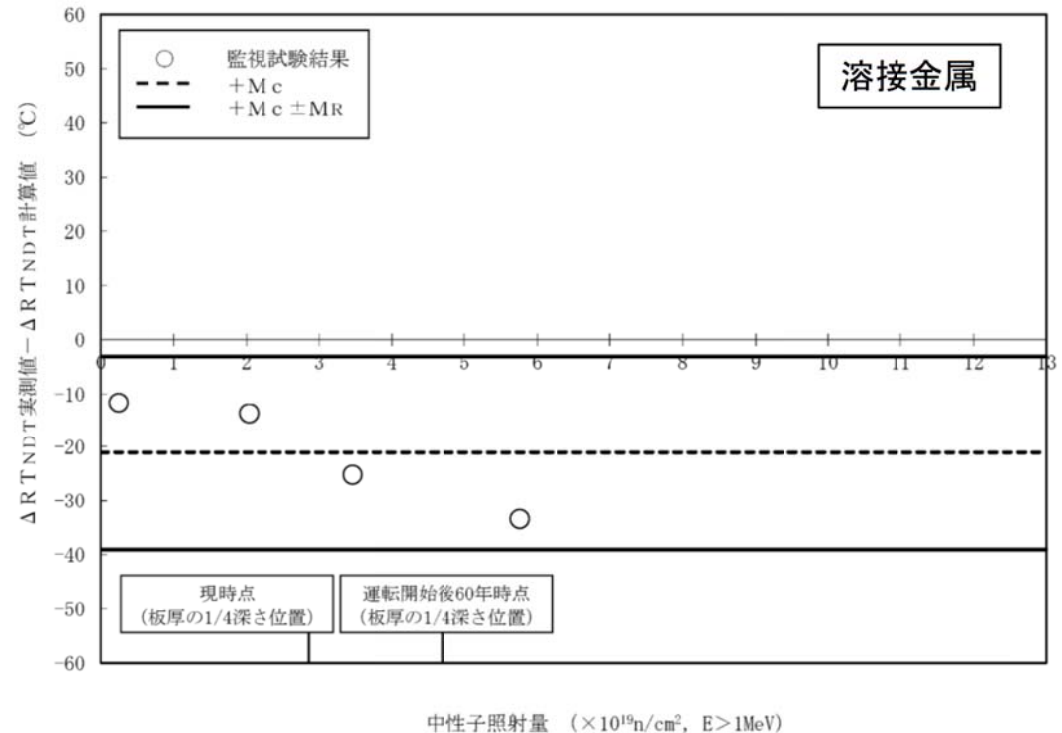 60
50
40
30
20
10
0
-10
-20
-30
-40
-50
-60
ΔRTNDT実測値－ΔRTNDT計算値 (℃)
監視試験結果
＋Mc
＋Mc ±MR
溶接金属
0 1 2 3 4 5 6 7 8 9 10 11 12 13
現時点
(板厚の1/4深さ位置)
運転開始後60年時点
(板厚の1/4深さ位置)
中性子照射量 (×10¹⁹n/cm², E>1MeV)